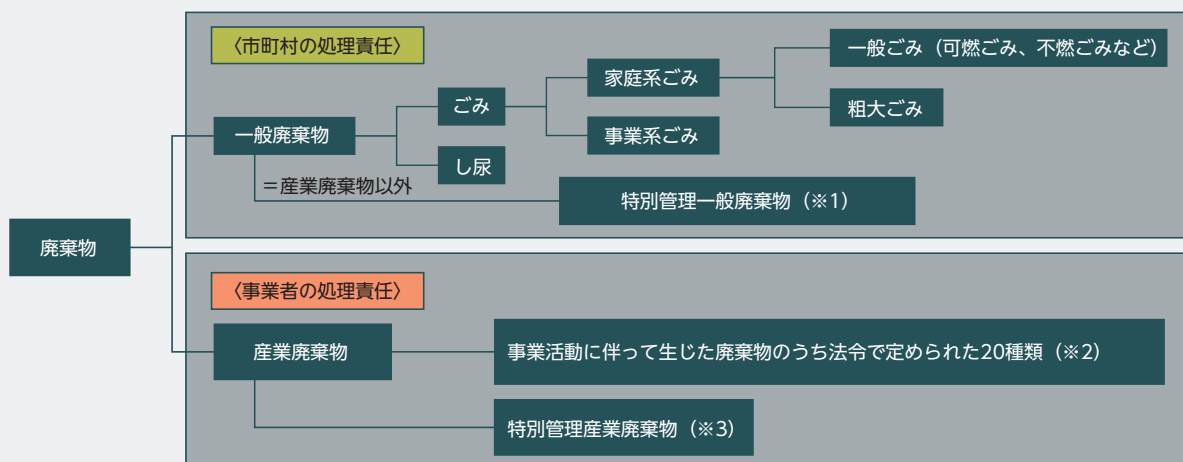 〈市町村の処理責任〉
一般ごみ（可燃ごみ、不燃ごみなど）
家庭系ごみ
ごみ
粗大ごみ
一般廃棄物
事業系ごみ
し尿
＝産業廃棄物以外
特別管理一般廃棄物（※1）
廃棄物
〈事業者の処理責任〉
産業廃棄物
事業活動に伴って生じた廃棄物のうち法令で定められた20種類（※2）
特別管理産業廃棄物（※3）